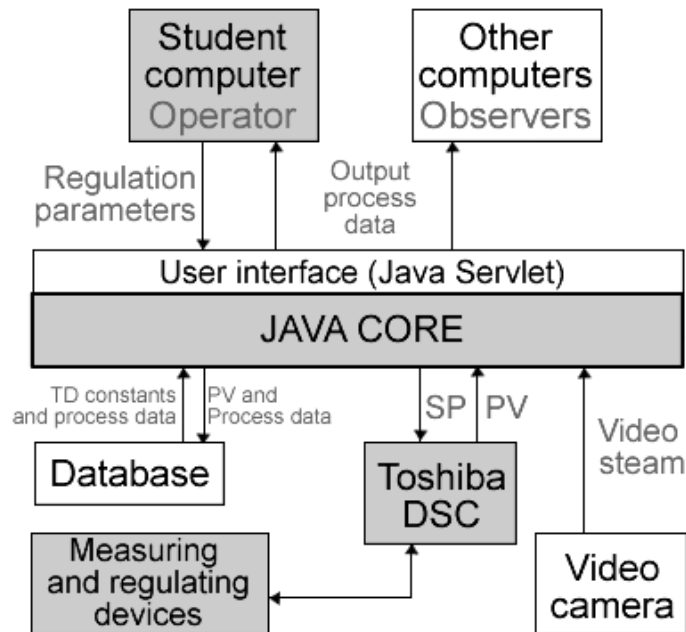 Student
computer
Operator
Other
computers
Observers
Regulation
parameters
Output
process
data
User interface (Java Servlet)
JAVA CORE
TD constants
and process data
PV and
Process data
SP
PV
Video
steam
Database
Toshiba
DSC
Measuring
and regulating
devices
Video
camera